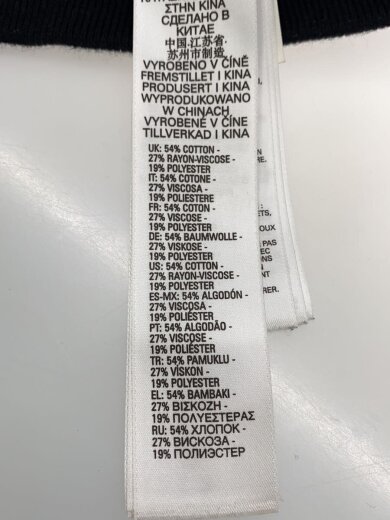 ΣΤΗΝ ΚΙΝΑ
СДЕЛАНО В
КИТАЕ
中国.江苏省.
苏州市制造.
VYROBENO V ČÍNĚ
FREMSTILLET I KINA
PRODUSERT I KINA
WYPRODUKOWANO
W CHINACH
VYROBENÉ V ČÍNE
TILLVERKAD I KINA
UK: 54% COTTON -
27% RAYON-VISCOSE -
19% POLYESTER
IT: 54% COTONE -
27% VISCOSA -
19% POLIESTERE
FR: 54% COTON -
27% VISCOSE -
19% POLYESTER
DE: 54% BAUMWOLLE -
27% VISKOSE -
19% POLYESTER
US: 54% COTTON -
27% RAYON-VISCOSE -
19% POLYESTER
ES-MX: 54% ALGODÓN -
27% VISCOSA -
19% POLIÉSTER
PT: 54% ALGODÃO -
27% VISCOSE -
19% POLIÉSTER
TR: 54% PAMUKLU -
27% VİSKON -
19% POLYESTER
EL: 54% ΒΑΜΒΑΚΙ -
27% ΒΙΣΚΟΖΗ -
19% ΠΟΛΥΕΣΤΕΡΑΣ
RU: 54% ХЛОПОК -
27% ВИСКОЗА -
19% ПОЛИЭСТЕР